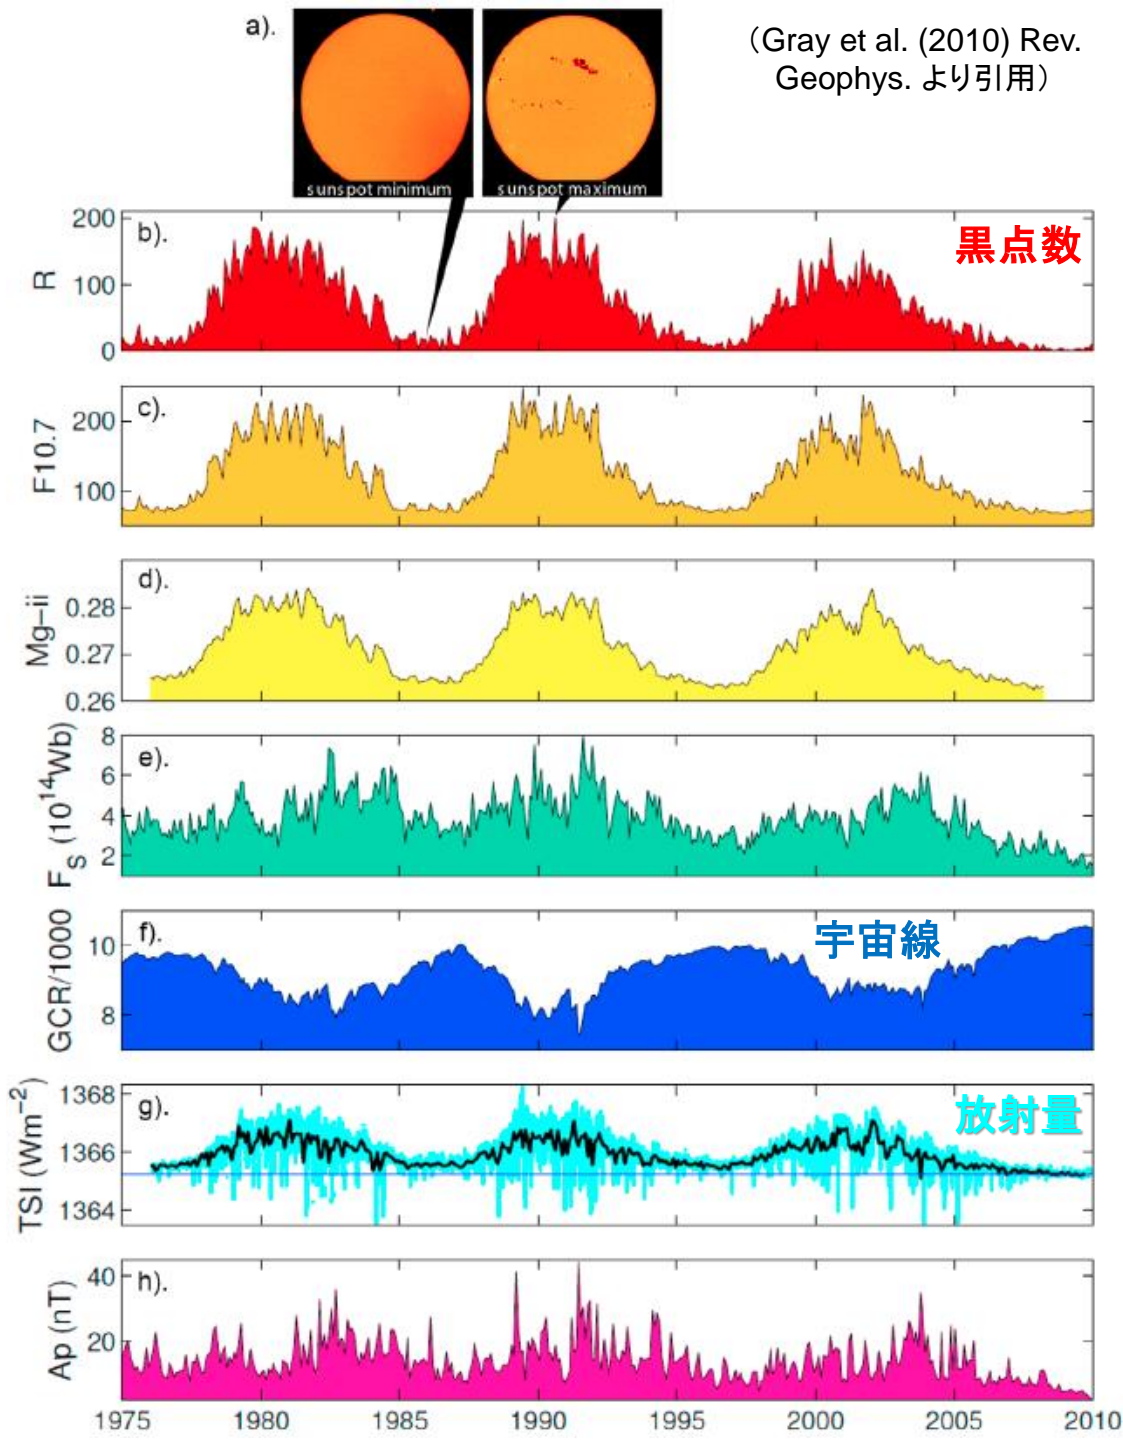 a).
（Gray et al. (2010) Rev.
Geophys. より引用）
sunspot minimum
sunspot maximum
b).
黒点数
R
200
100
0
c).
F10.7
200
100
d).
Mg-ii
0.28
0.27
0.26
e).
F_S (10^14Wb)
8
6
4
2
f).
宇宙線
GCR/1000
10
8
g).
放射量
TSI (Wm^-2)
1368
1366
1364
h).
Ap (nT)
40
20
1975 1980 1985 1990 1995 2000 2005 2010